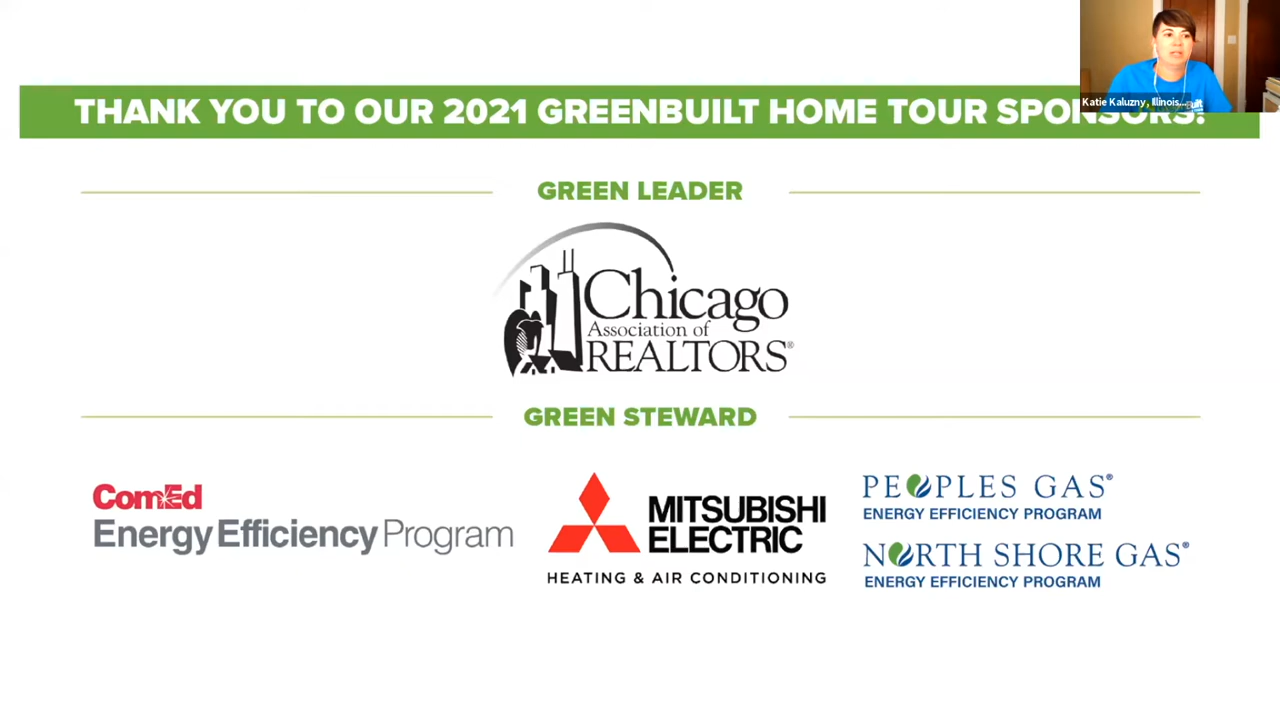 THANK YOU TO OUR 2021 GREENBUILT HOME TOUR SPONSORS!
Katie Kaluzny, Illinois...
GREEN LEADER
Chicago
Association of
REALTORS®
GREEN STEWARD
ComEd
Energy Efficiency Program
MITSUBISHI
ELECTRIC
HEATING & AIR CONDITIONING
PEOPLES GAS®
ENERGY EFFICIENCY PROGRAM
NORTH SHORE GAS®
ENERGY EFFICIENCY PROGRAM